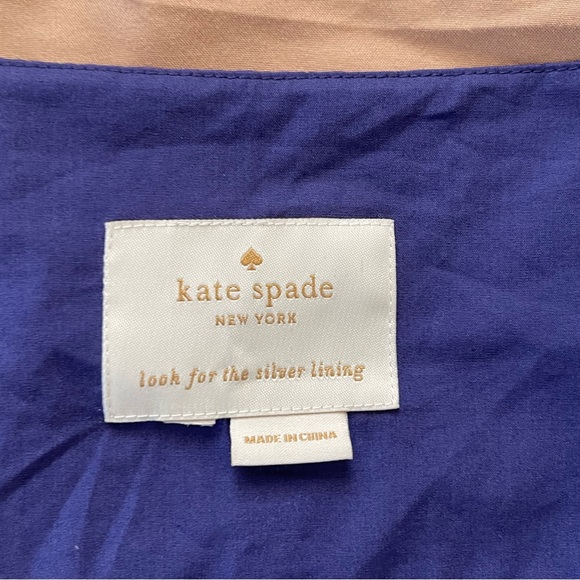 kate spade
NEW YORK
look for the silver lining
MADE IN CHINA